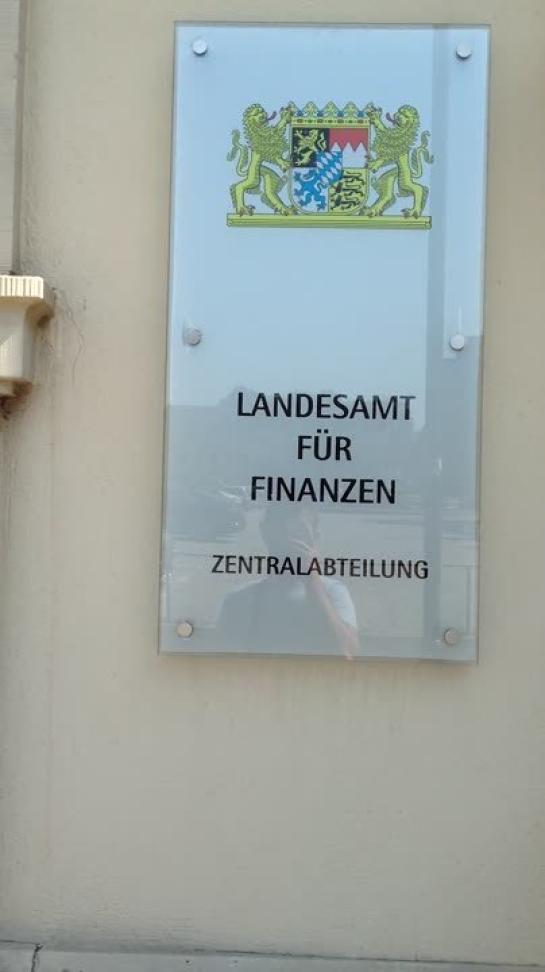 LANDESAMT
FÜR
FINANZEN
ZENTRALABTEILUNG